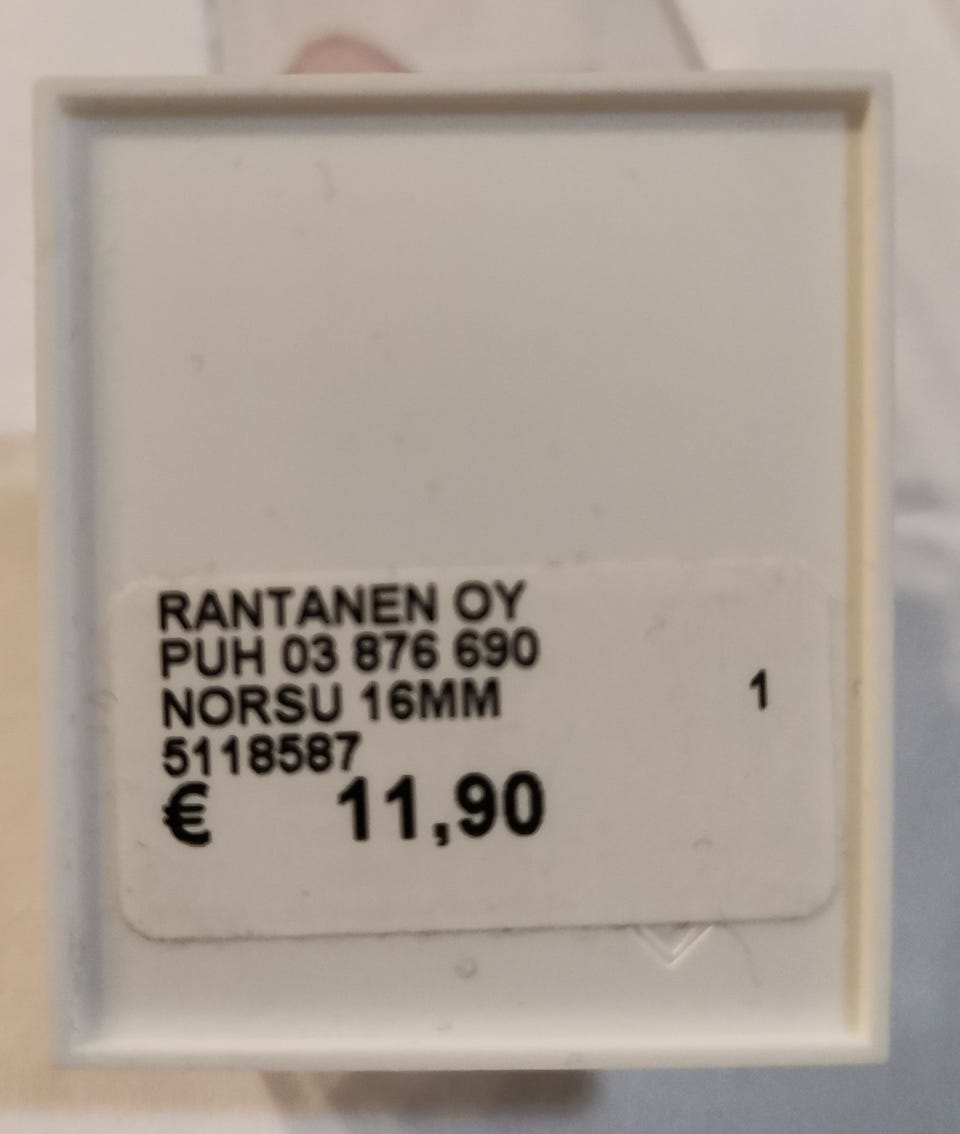 RANTANEN OY
PUH 03 876 690
NORSU 16MM 1
5118587
€ 11,90